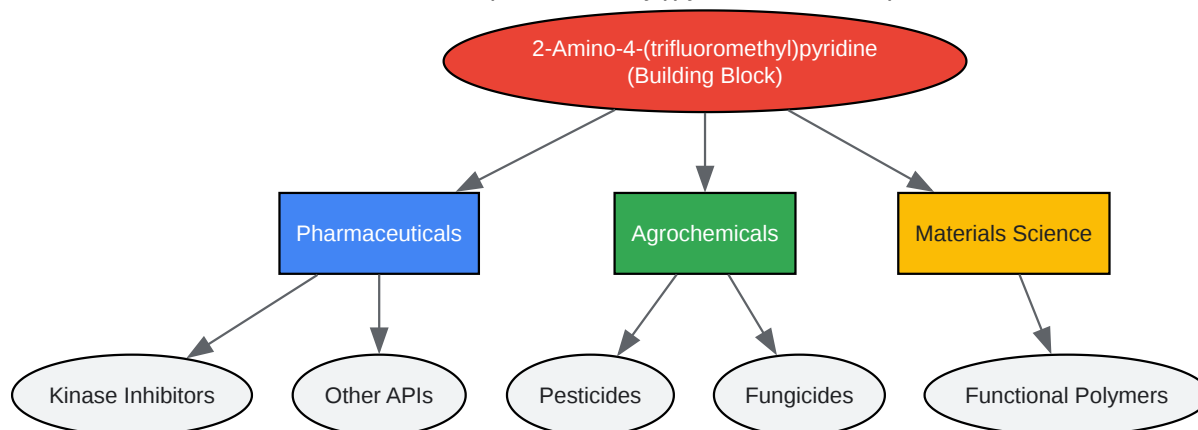 2-Amino-4-(trifluoromethyl)pyridine
(Building Block)
Pharmaceuticals
Agrochemicals
Materials Science
Kinase Inhibitors
Other APIs
Pesticides
Fungicides
Functional Polymers